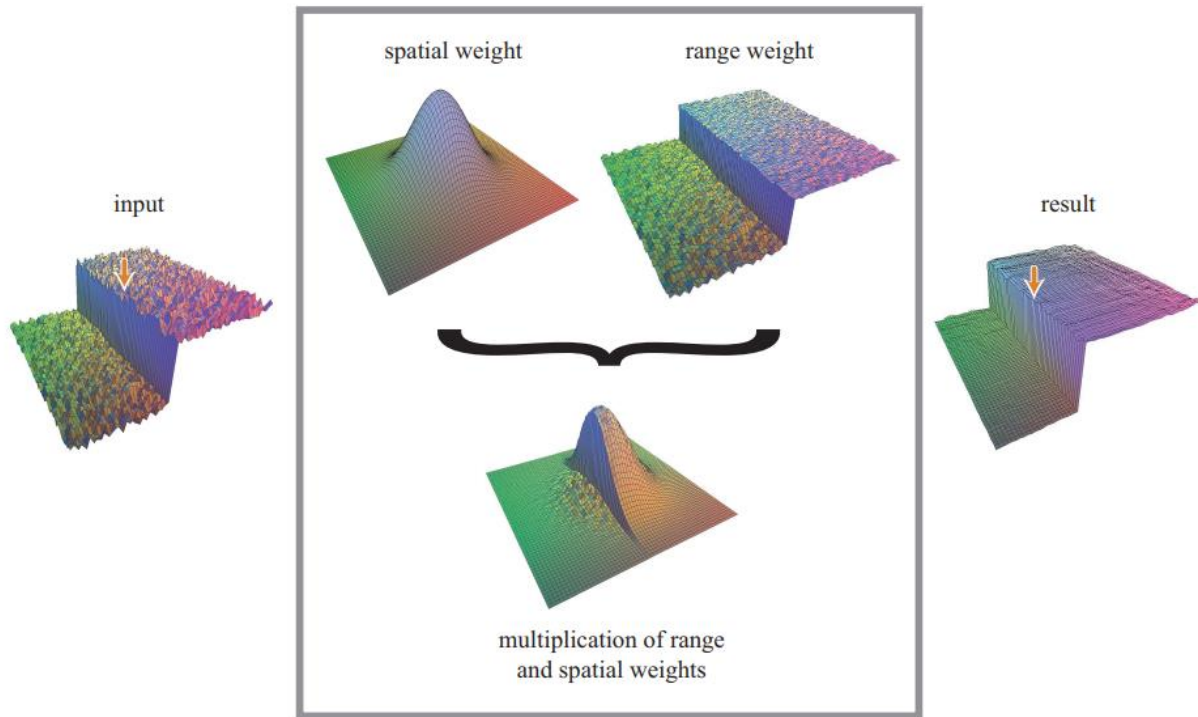 spatial weight
range weight
input
result
multiplication of range
and spatial weights